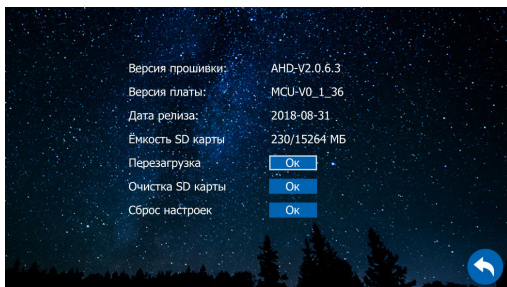 Версия прошивки: AHD-V2.0.6.3
Версия платы: MCU-V0_1_36
Дата релиза: 2018-08-31
Ёмкость SD карты 230/15264 МБ
Перезагрузка Ок
Очистка SD карты Ок
Сброс настроек Ок